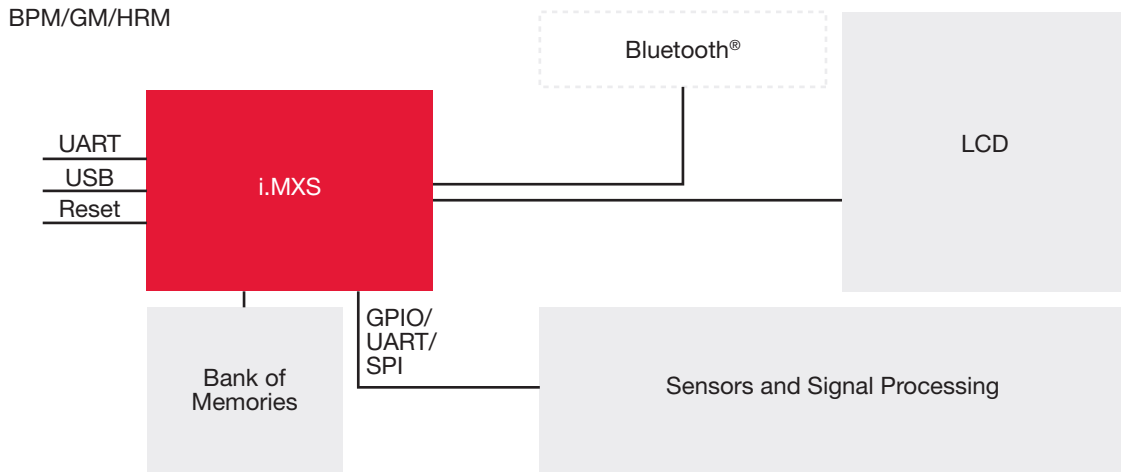 BPM/GM/HRM
Bluetooth®
LCD
UART
USB
Reset
i.MXS
GPIO/
UART/
SPI
Bank of
Memories
Sensors and Signal Processing